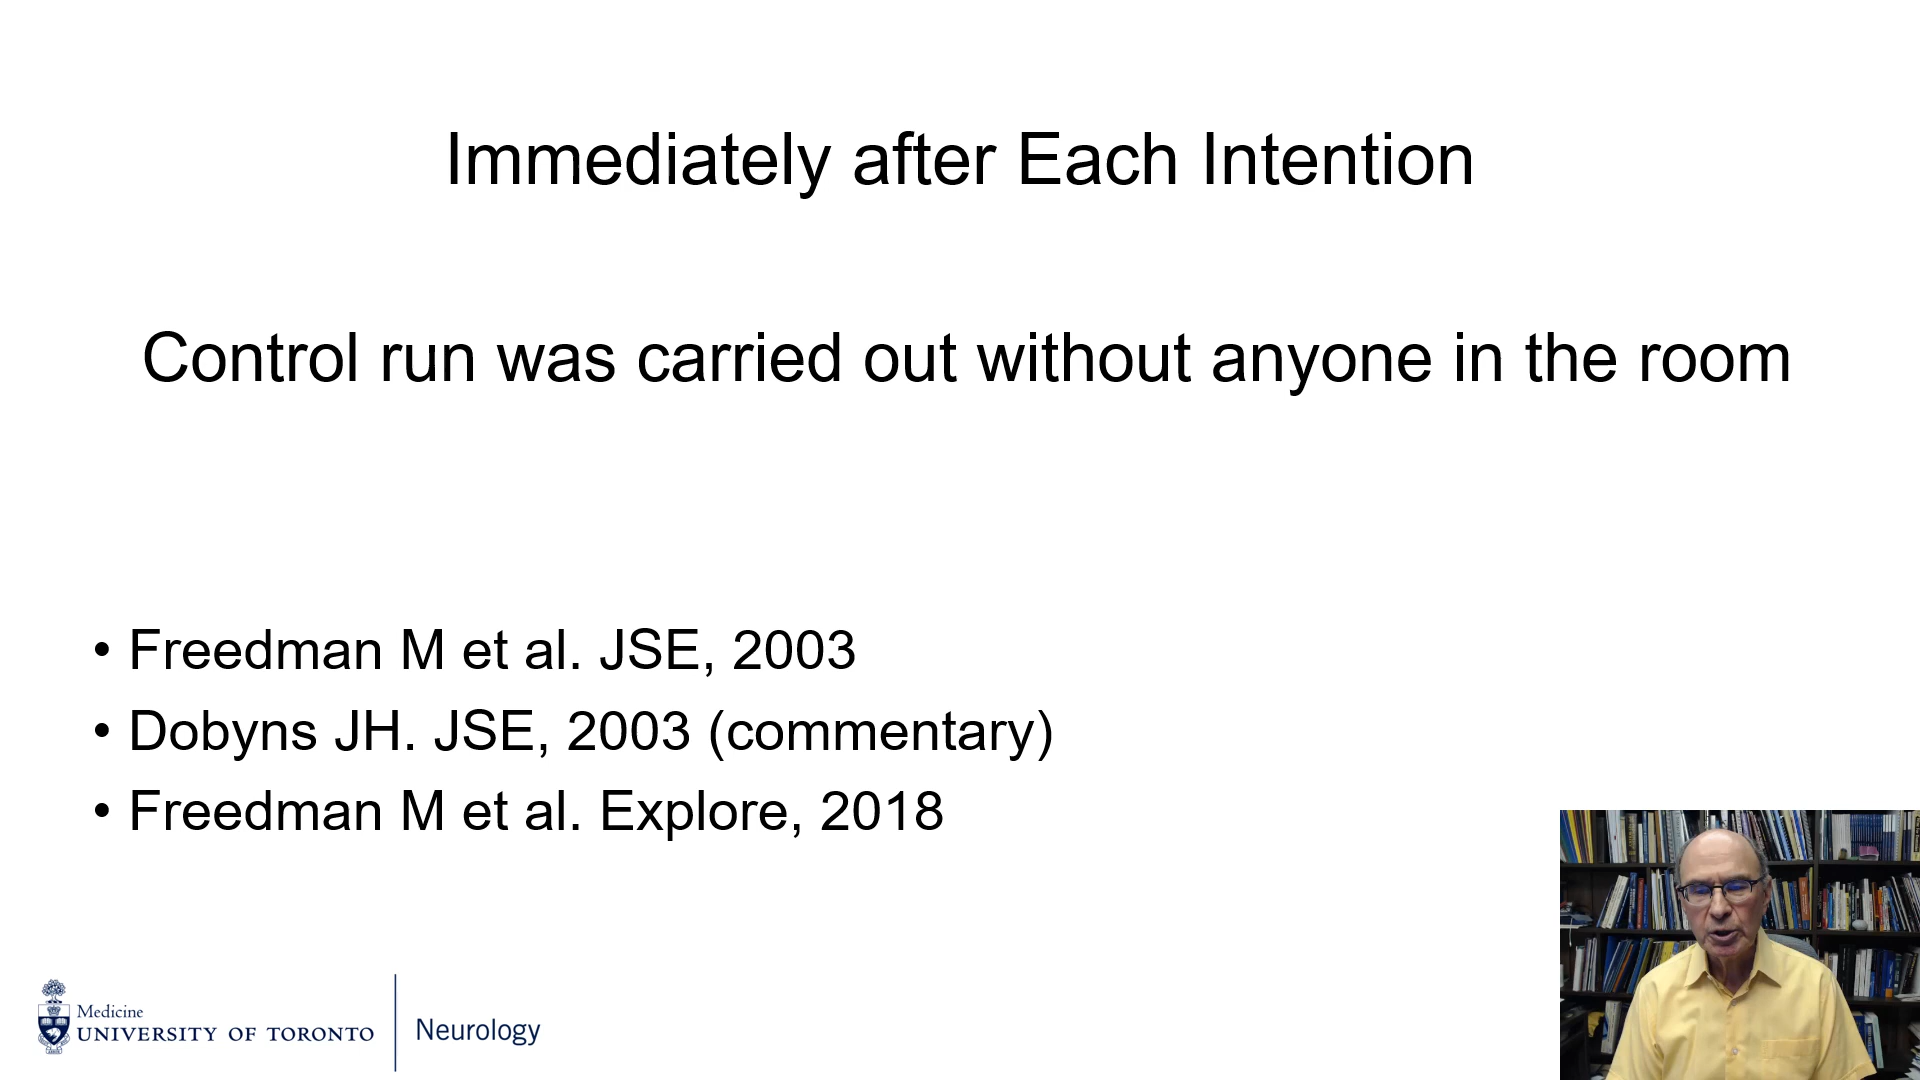 Immediately after Each Intention
Control run was carried out without anyone in the room
• Freedman M et al. JSE, 2003
• Dobyns JH. JSE, 2003 (commentary)
• Freedman M et al. Explore, 2018
Medicine
UNIVERSITY OF TORONTO
Neurology